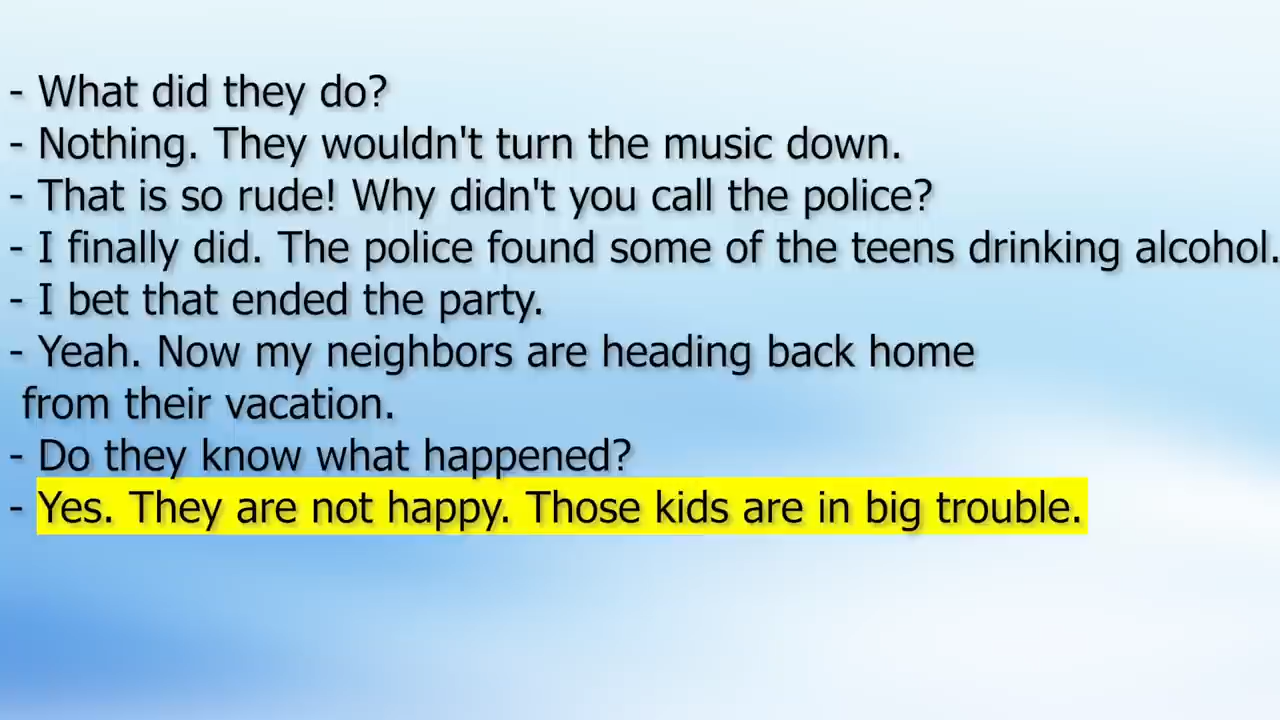 - What did they do?
- Nothing. They wouldn't turn the music down.
- That is so rude! Why didn't you call the police?
- I finally did. The police found some of the teens drinking alcohol.
- I bet that ended the party.
- Yeah. Now my neighbors are heading back home
from their vacation.
- Do they know what happened?
- Yes. They are not happy. Those kids are in big trouble.